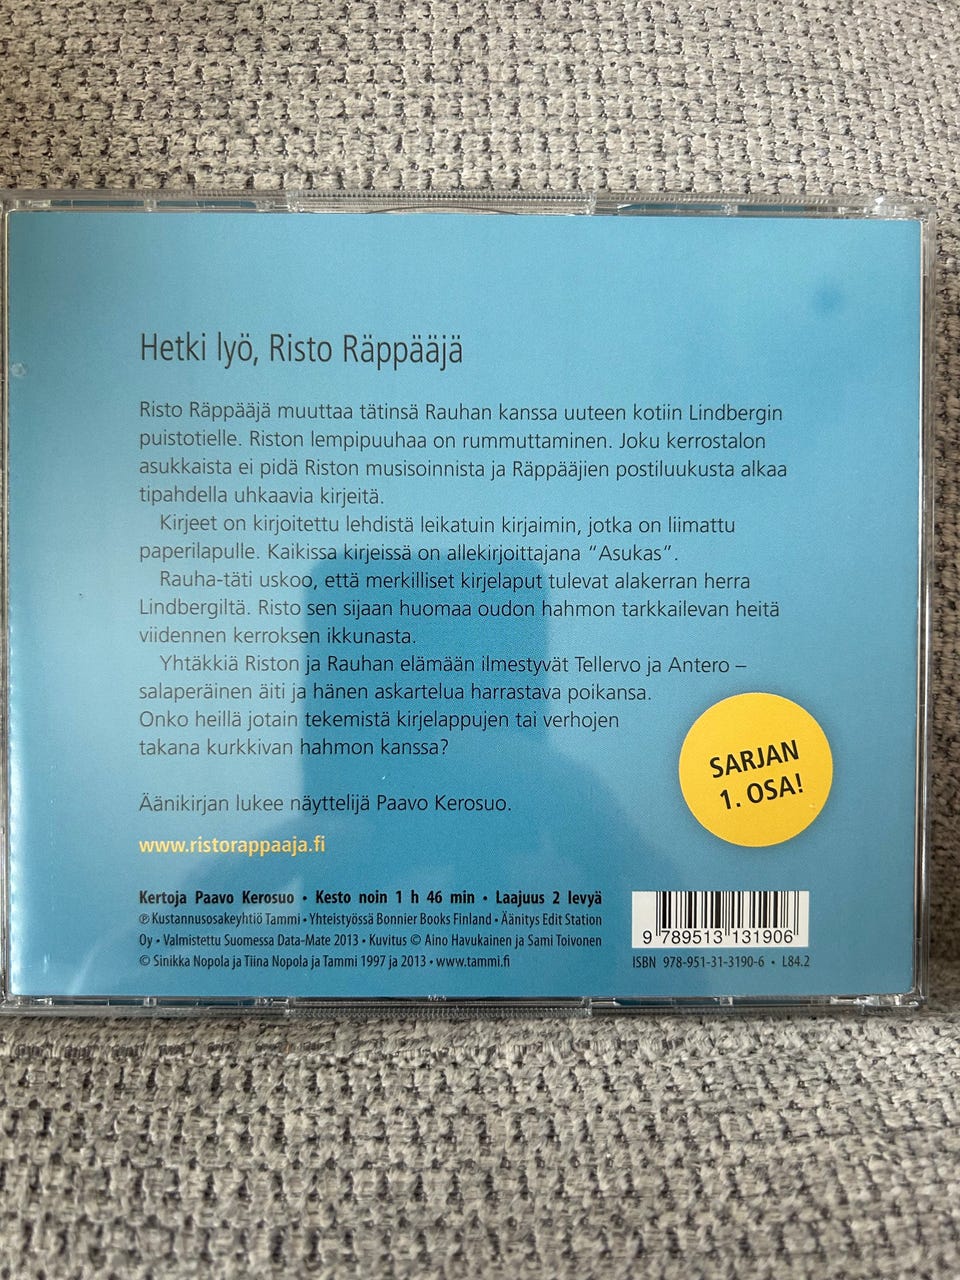 Hetki lyö, Risto Räppääjä
Risto Räppääjä muuttaa tätinsä Rauhan kanssa uuteen kotiin Lindbergin
puistotielle. Riston lempipuuhaa on rummuttaminen. Joku kerrostalon
asukkaista ei pidä Riston musisoinnista ja Räppääjien postiluukusta alkaa
tipahdella uhkaavia kirjeitä.
Kirjeet on kirjoitettu lehdistä leikatuin kirjaimin, jotka on liimattu
paperilapulle. Kaikissa kirjeissä on allekirjoittajana “Asukas”.
Rauha-täti uskoo, että merkilliset kirjelaput tulevat alakerran herra
Lindbergiltä. Risto sen sijaan huomaa oudon hahmon tarkkailevan heitä
viidennen kerroksen ikkunasta.
Yhtäkkiä Riston ja Rauhan elämään ilmestyvät Tellervo ja Antero –
salaperäinen äiti ja hänen askartelua harrastava poikansa.
Onko heillä jotain tekemistä kirjelappujen tai verhojen
takana kurkkivan hahmon kanssa?
SARJAN
1. OSA!
Äänikirjan lukee näyttelijä Paavo Kerosuo.
www.ristorappaaja.fi
Kertoja Paavo Kerosuo • Kesto noin 1 h 46 min • Laajuus 2 levyä
℗ Kustannusosakeyhtiö Tammi • Yhteistyössä Bonnier Books Finland • Äänitys Edit Station
Oy • Valmistettu Suomessa Data-Mate 2013 • Kuvitus © Aino Havukainen ja Sami Toivonen
© Sinikka Nopola ja Tiina Nopola ja Tammi 1997 ja 2013 • www.tammi.fi
9 789513 131906
ISBN 978-951-31-3190-6 • L84.2